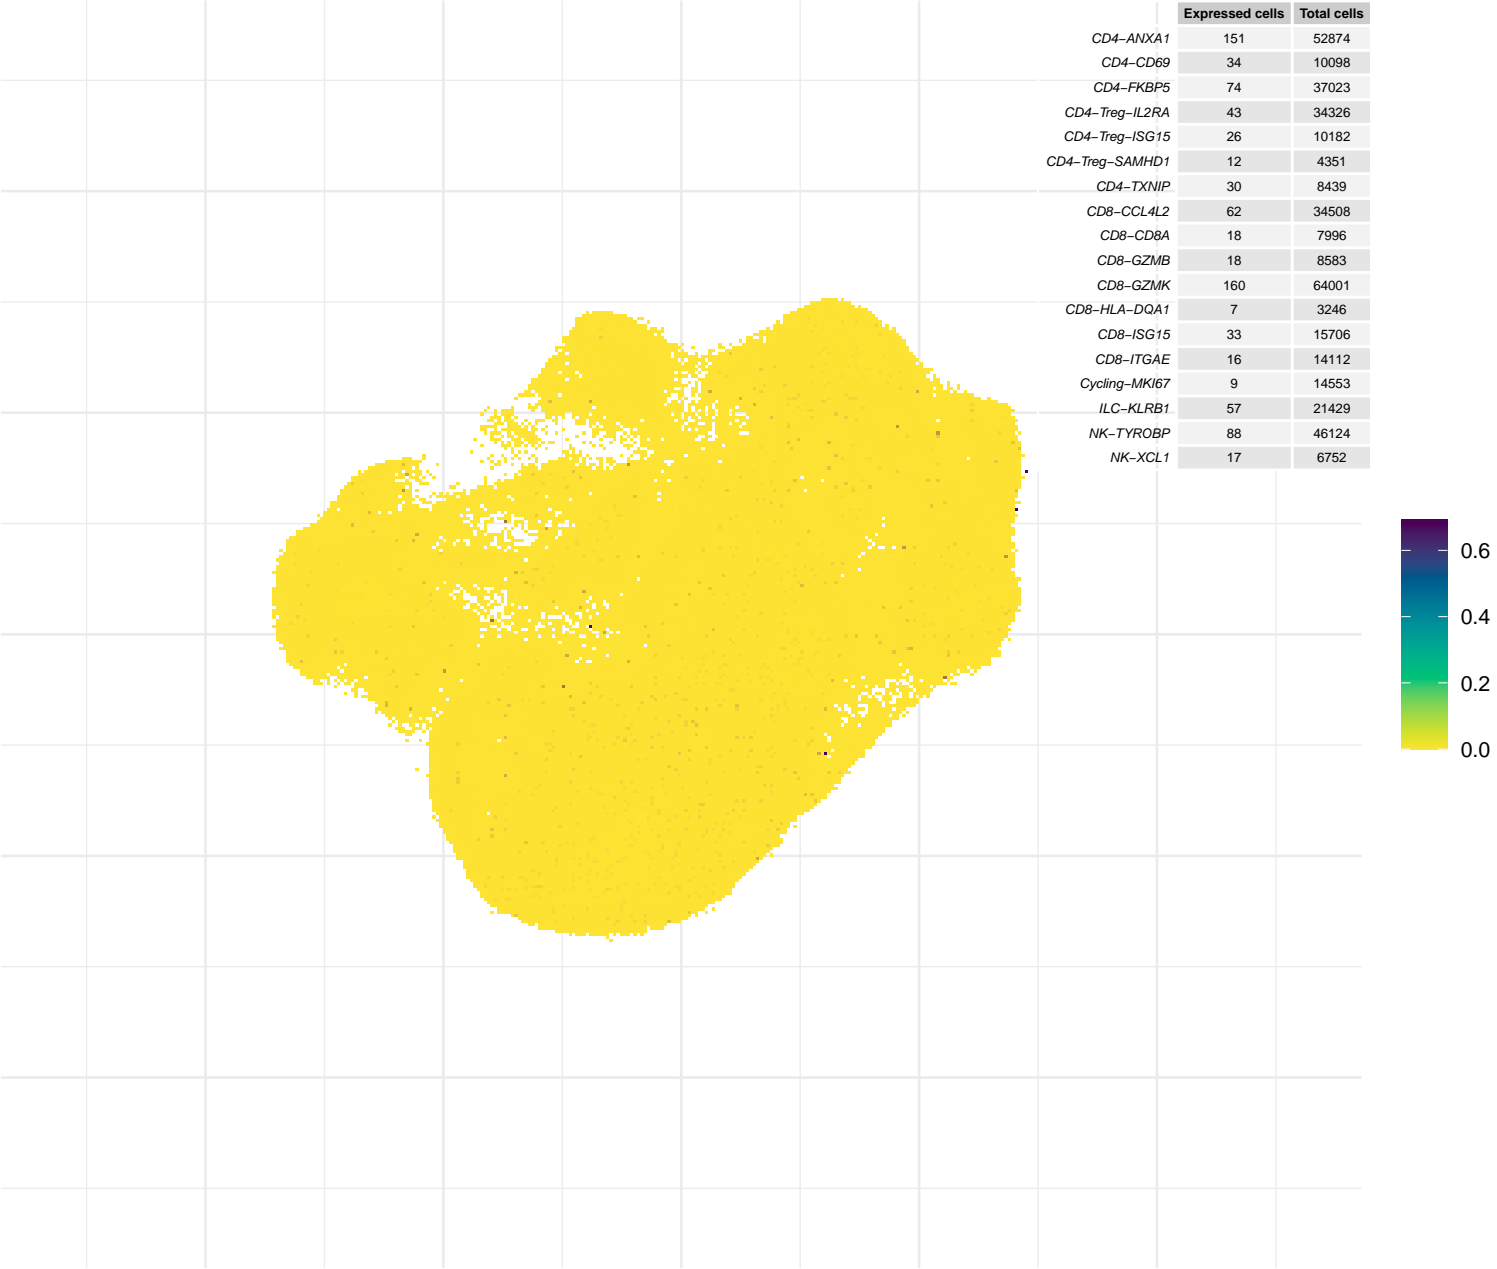 Expressed cells Total cells
CD4−ANXA1 151 52874
CD4−CD69 34 10098
CD4−FKBP5 74 37023
CD4−Treg−IL2RA 43 34326
CD4−Treg−ISG15 26 10182
CD4−Treg−SAMHD1 12 4351
CD4−TXNIP 30 8439
CD8−CCL4L2 62 34508
CD8−CD8A 18 7996
CD8−GZMB 18 8583
CD8−GZMK 160 64001
CD8−HLA−DQA1 7 3246
CD8−ISG15 33 15706
CD8−ITGAE 16 14112
Cycling−MKI67 9 14553
ILC−KLRB1 57 21429
NK−TYROBP 88 46124
NK−XCL1 17 6752
0.6
0.4
0.2
0.0